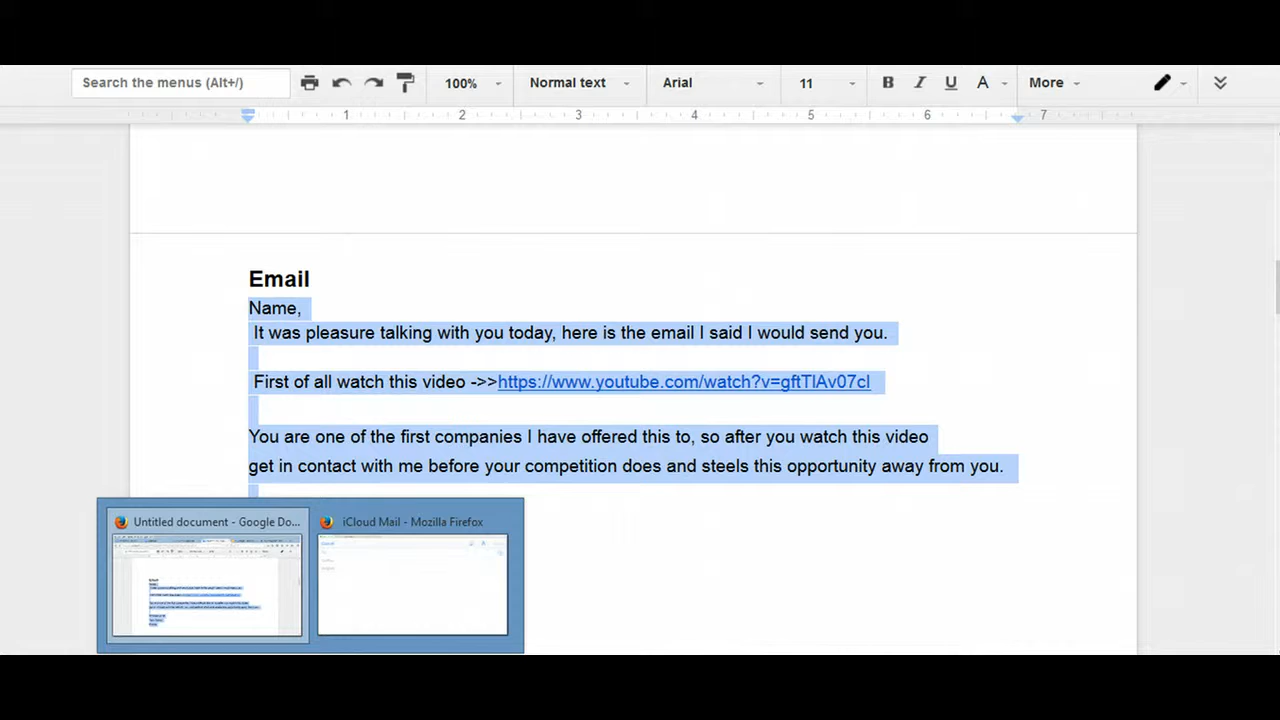 Search the menus (Alt+/)
100%
Normal text
Arial
11
B I U A
More
1 2 3 4 5 6 7
Email
Name,
It was pleasure talking with you today, here is the email I said I would send you.
First of all watch this video ->>https://www.youtube.com/watch?v=gftTlAv07cI
You are one of the first companies I have offered this to, so after you watch this video
get in contact with me before your competition does and steels this opportunity away from you.
Untitled document - Google Do...
iCloud Mail - Mozilla Firefox